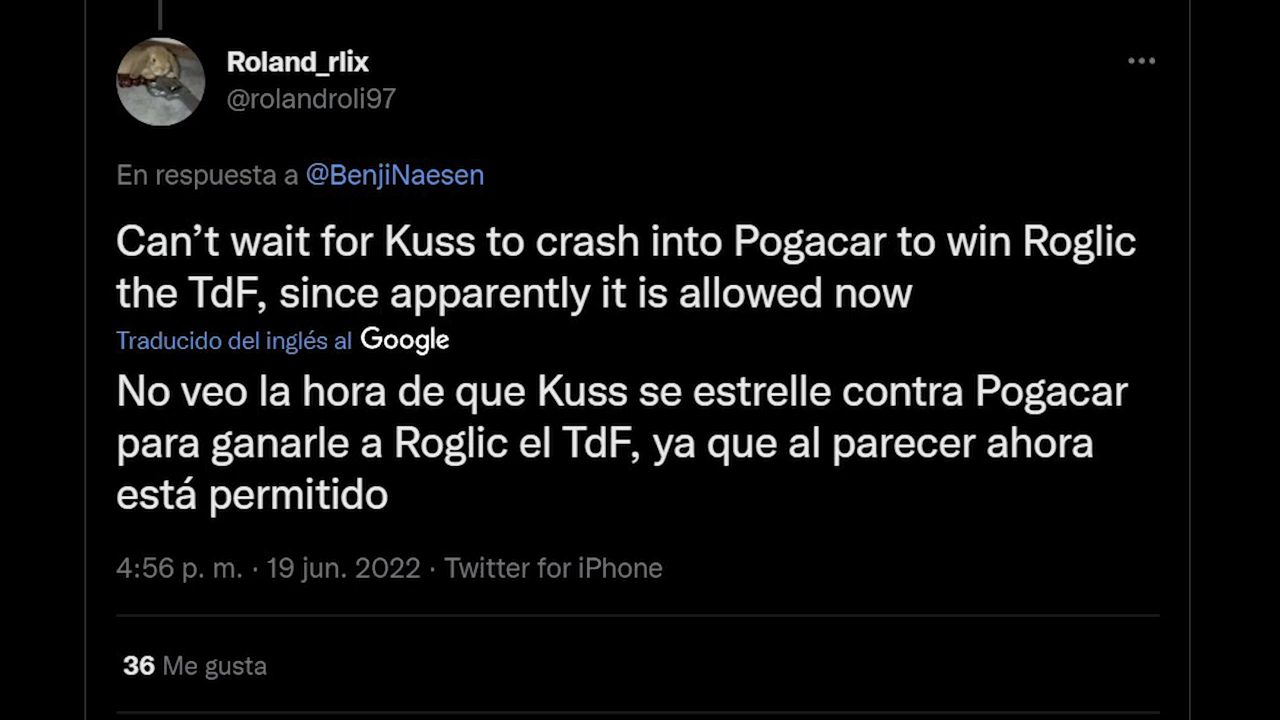 Roland_rlix
@rolandroli97
En respuesta a @BenjiNaesen
Can’t wait for Kuss to crash into Pogacar to win Roglic
the TdF, since apparently it is allowed now
Traducido del inglés al Google
No veo la hora de que Kuss se estrelle contra Pogacar
para ganarle a Roglic el TdF, ya que al parecer ahora
está permitido
4:56 p. m. · 19 jun. 2022 · Twitter for iPhone
36 Me gusta